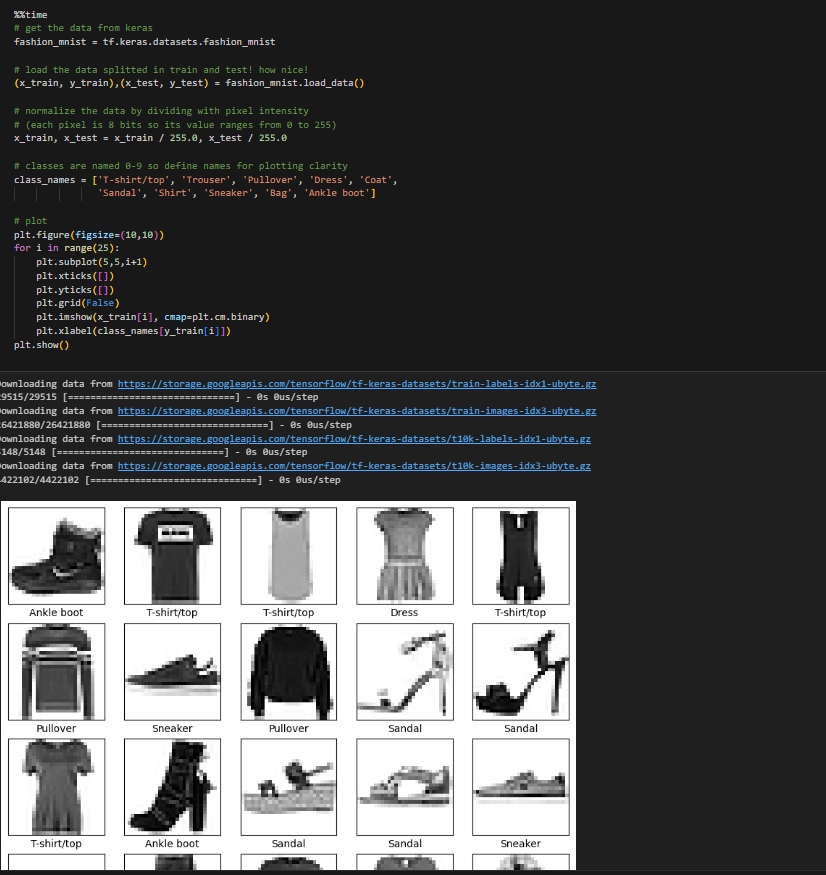 %%time
# get the data from keras
fashion_mnist = tf.keras.datasets.fashion_mnist
# load the data splitted in train and test! how nice!
(x_train, y_train),(x_test, y_test) = fashion_mnist.load_data()
# normalize the data by dividing with pixel intensity
# (each pixel is 8 bits so its value ranges from 0 to 255)
x_train, x_test = x_train / 255.0, x_test / 255.0
# classes are named 0-9 so define names for plotting clarity
class_names = ['T-shirt/top', 'Trouser', 'Pullover', 'Dress', 'Coat',
'Sandal', 'Shirt', 'Sneaker', 'Bag', 'Ankle boot']
# plot
plt.figure(figsize=(10,10))
for i in range(25):
plt.subplot(5,5,i+1)
plt.xticks([])
plt.yticks([])
plt.grid(False)
plt.imshow(x_train[i], cmap=plt.cm.binary)
plt.xlabel(class_names[y_train[i]])
plt.show()
ownloading data from https://storage.googleapis.com/tensorflow/tf-keras-datasets/train-labels-idx1-ubyte.gz
9515/29515 [==============================] - 0s 0us/step
ownloading data from https://storage.googleapis.com/tensorflow/tf-keras-datasets/train-images-idx3-ubyte.gz
6421880/26421880 [==============================] - 0s 0us/step
ownloading data from https://storage.googleapis.com/tensorflow/tf-keras-datasets/t10k-labels-idx1-ubyte.gz
148/5148 [==============================] - 0s 0us/step
ownloading data from https://storage.googleapis.com/tensorflow/tf-keras-datasets/t10k-images-idx3-ubyte.gz
422102/4422102 [==============================] - 0s 0us/step
Ankle boot T-shirt/top T-shirt/top Dress T-shirt/top
Pullover Sneaker Pullover Sandal Sandal
T-shirt/top Ankle boot Sandal Sandal Sneaker